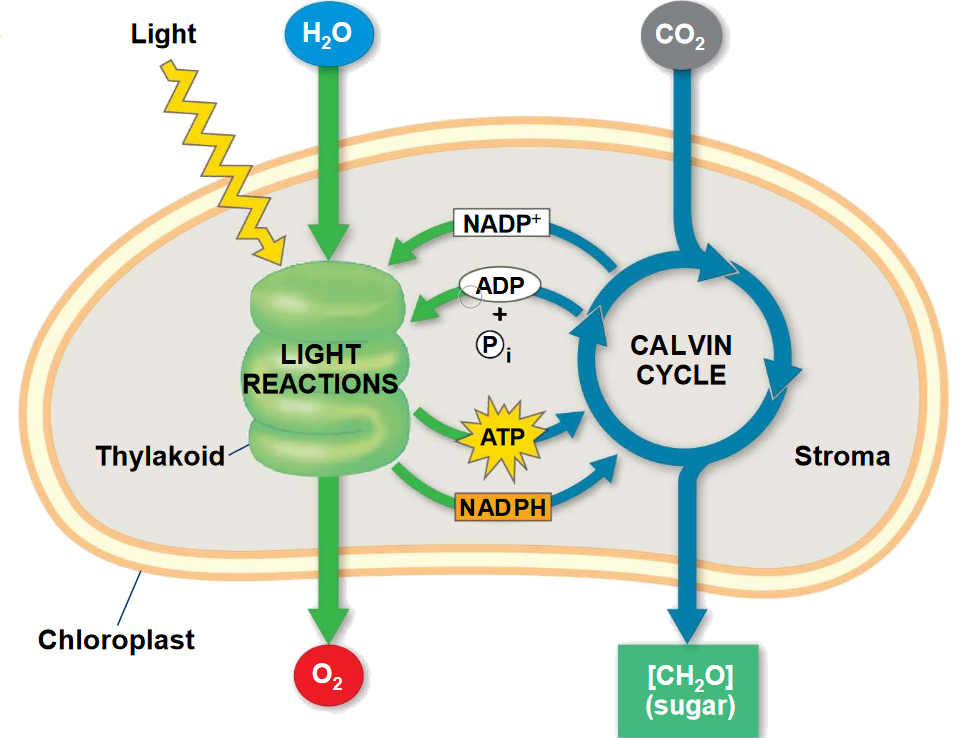 Light
H₂O
CO₂
NADP⁺
ADP
+
Pᵢ
LIGHT
REACTIONS
CALVIN
CYCLE
ATP
Thylakoid
Stroma
NADPH
Chloroplast
O₂
[CH₂O]
(sugar)